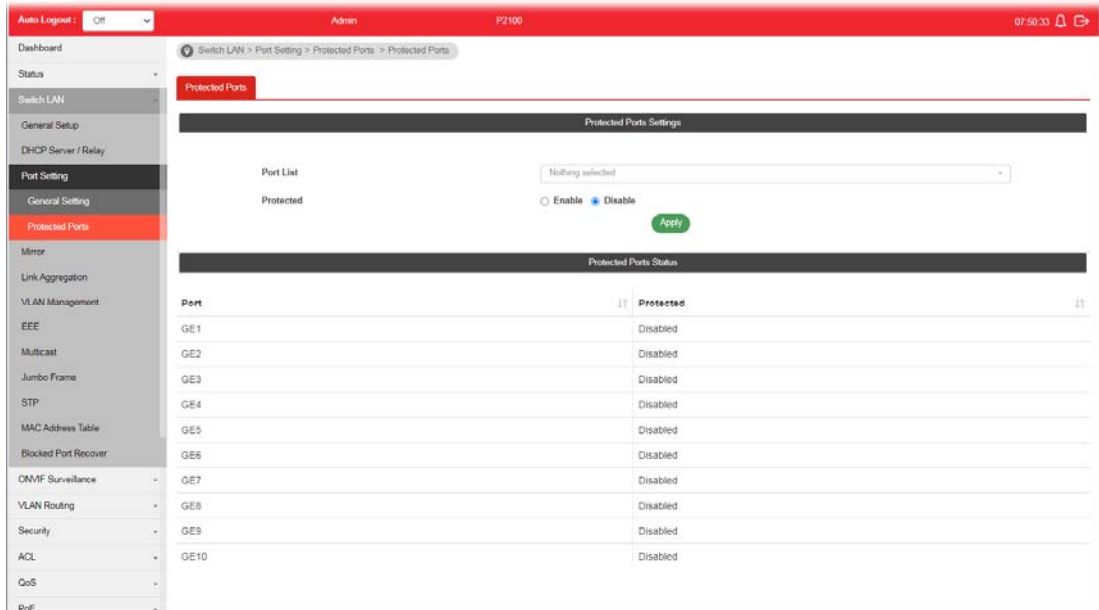 Auto Logout : Off Admin P2100 07:50:33
Dashboard
Status
Switch LAN
General Setup
DHCP Server / Relay
Port Setting
General Setting
Protected Ports
Mirror
Link Aggregation
VLAN Management
EEE
Multicast
Jumbo Frame
STP
MAC Address Table
Blocked Port Recover
ONVIF Surveillance
VLAN Routing
Security
ACL
QoS
PoE
Switch LAN > Port Setting > Protected Ports > Protected Ports
Protected Ports
Protected Ports Settings
Port List Nothing selected
Protected Enable Disable
Apply
Protected Ports Status
Port Protected
GE1 Disabled
GE2 Disabled
GE3 Disabled
GE4 Disabled
GE5 Disabled
GE6 Disabled
GE7 Disabled
GE8 Disabled
GE9 Disabled
GE10 Disabled